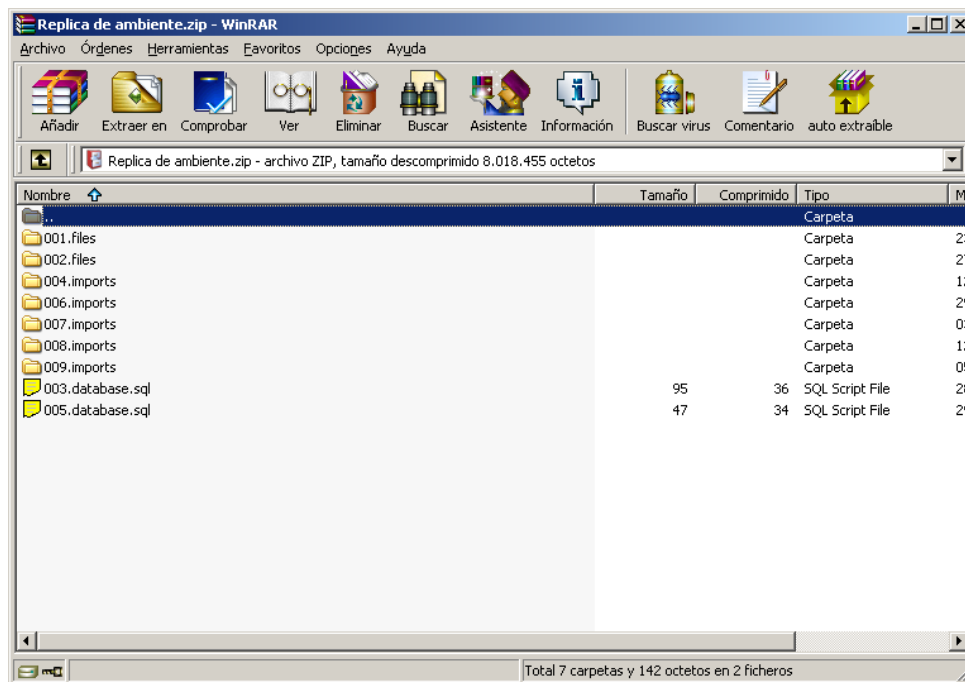 Replica de ambiente.zip - WinRAR
Archivo Órdenes Herramientas Favoritos Opciones Ayuda
Añadir Extraer en Comprobar Ver Eliminar Buscar Asistente Información Buscar virus Comentario auto extraíble
Replica de ambiente.zip - archivo ZIP, tamaño descomprimido 8.018.455 octetos
Nombre Tamaño Comprimido Tipo M
.. Carpeta
001.files Carpeta
002.files Carpeta
004.imports Carpeta
006.imports Carpeta
007.imports Carpeta
008.imports Carpeta
009.imports Carpeta
003.database.sql 95 36 SQL Script File
005.database.sql 47 34 SQL Script File
Total 7 carpetas y 142 octetos en 2 ficheros